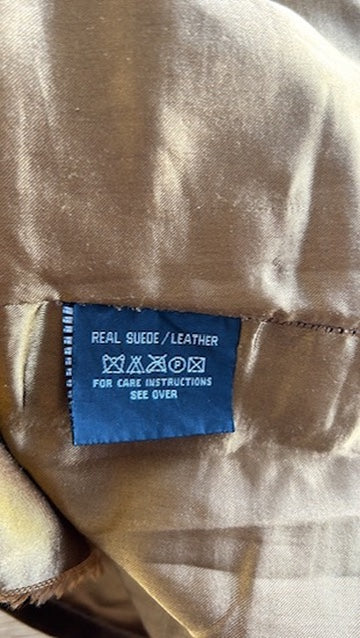 REAL SUEDE/LEATHER
P
FOR CARE INSTRUCTIONS
SEE OVER